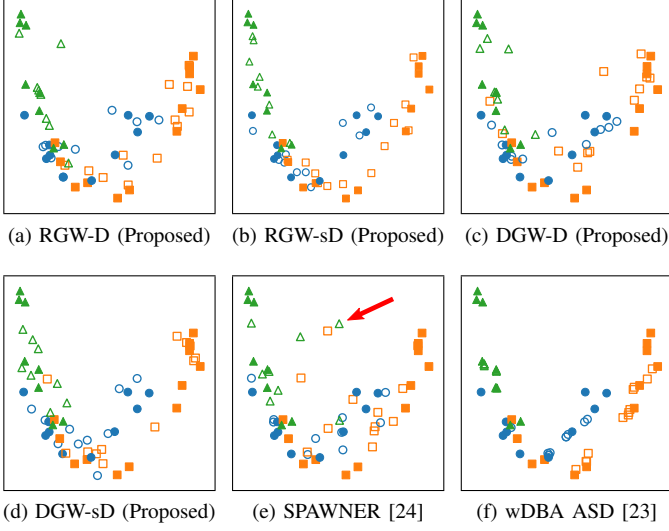 (a) RGW-D (Proposed)
(b) RGW-sD (Proposed)
(c) DGW-D (Proposed)
(d) DGW-sD (Proposed)
(e) SPAWNER [24]
(f) wDBA ASD [23]